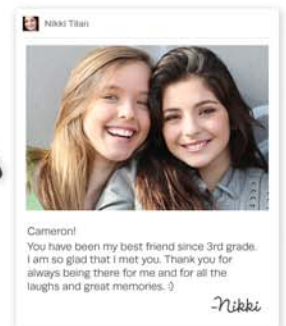 Nikki Titan
Cameron!
You have been my best friend since 3rd grade.
I am so glad that I met you. Thank you for
always being there for me and for all the
laughs and great memories. :)
-Nikki